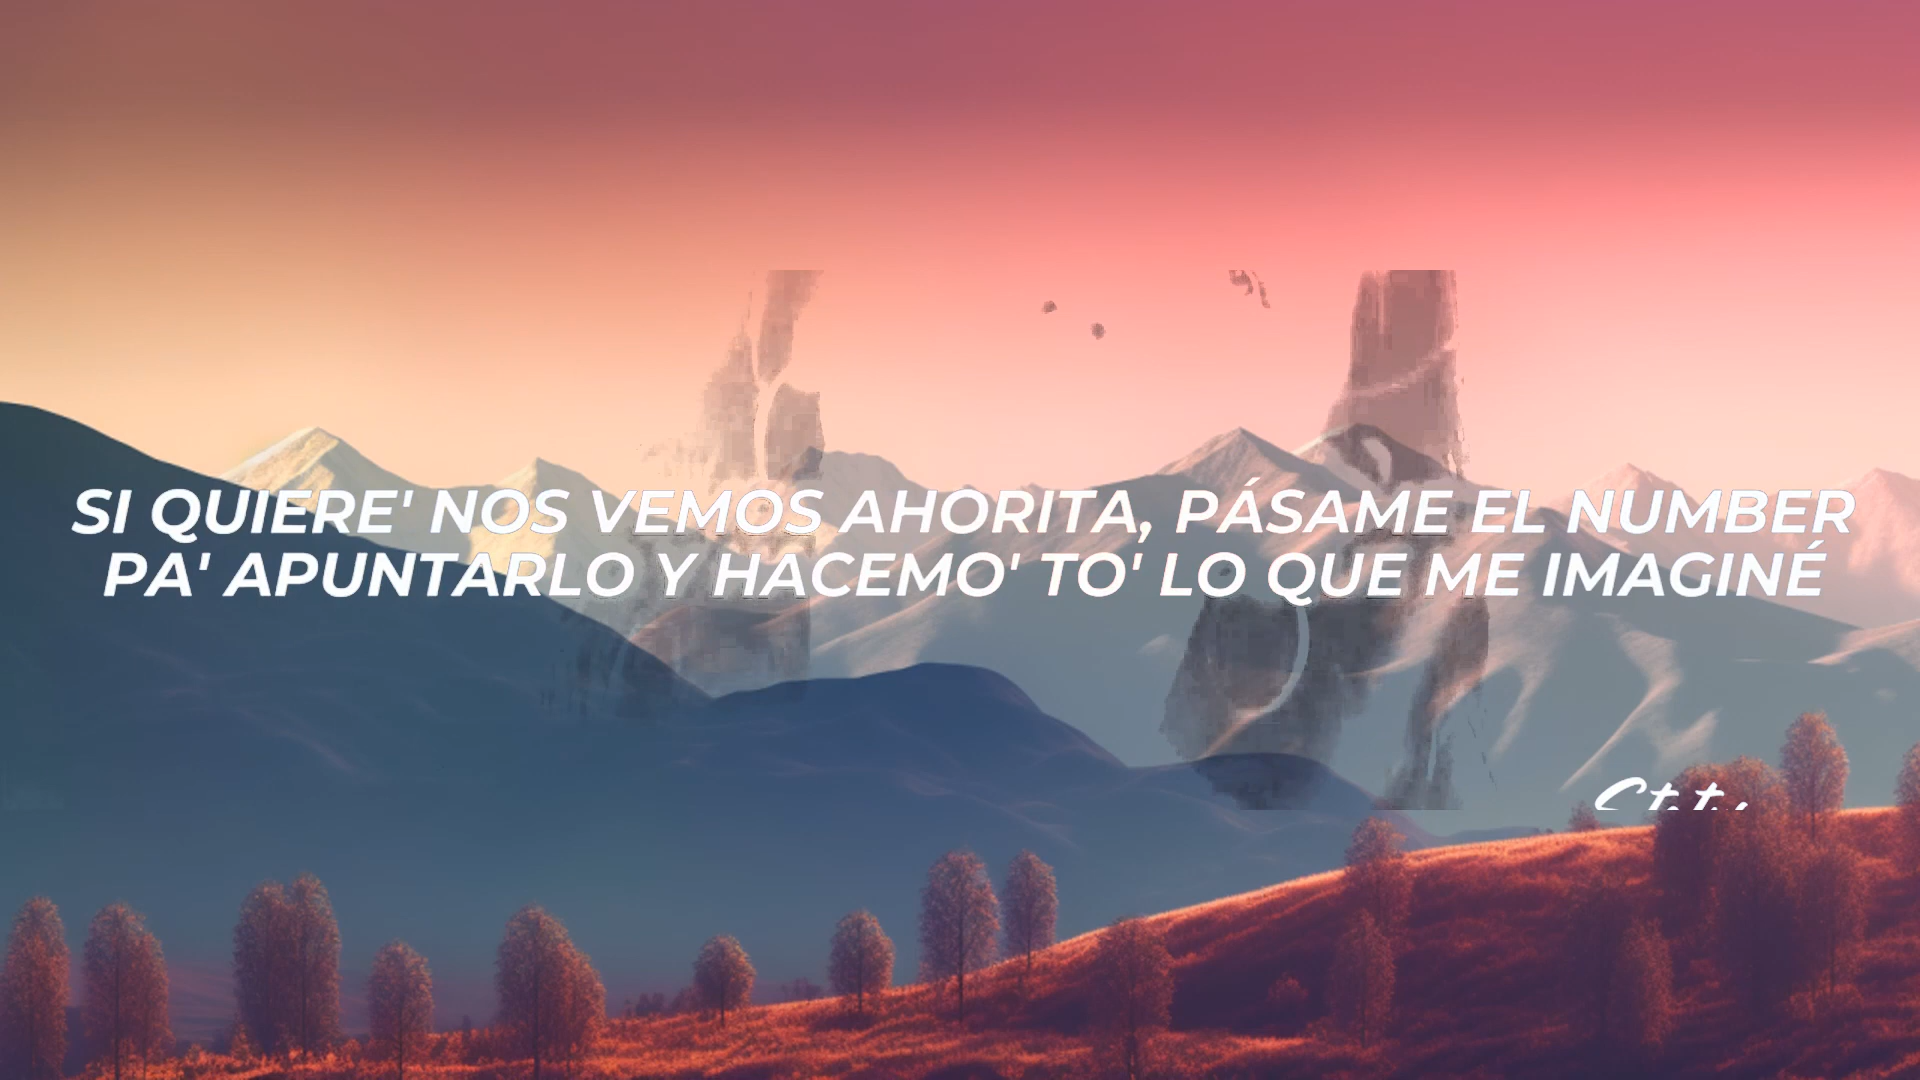 SI QUIERE' NOS VEMOS AHORITA, PÁSAME EL NUMBER
PA' APUNTARLO Y HACEMO' TO' LO QUE ME IMAGINÉ